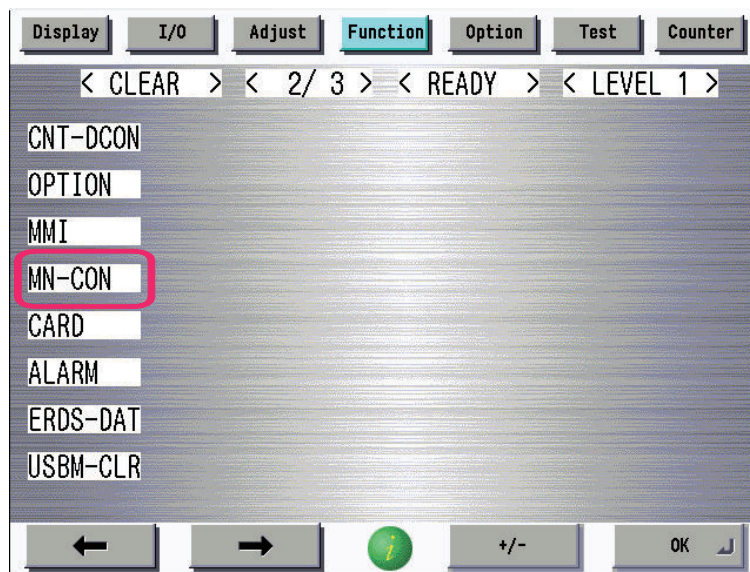 Display I/O Adjust Function Option Test Counter
< CLEAR > < 2/ 3 > < READY > < LEVEL 1 >
CNT-DCON
OPTION
MMI
MN-CON
CARD
ALARM
ERDS-DAT
USBM-CLR
i +/- OK